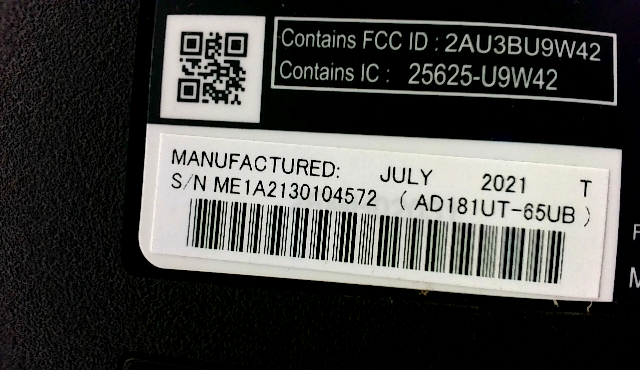 Contains FCC ID : 2AU3BU9W42
Contains IC : 25625-U9W42
MANUFACTURED: JULY 2021 T
S/N ME1A2130104572 ( AD181UT-65UB )